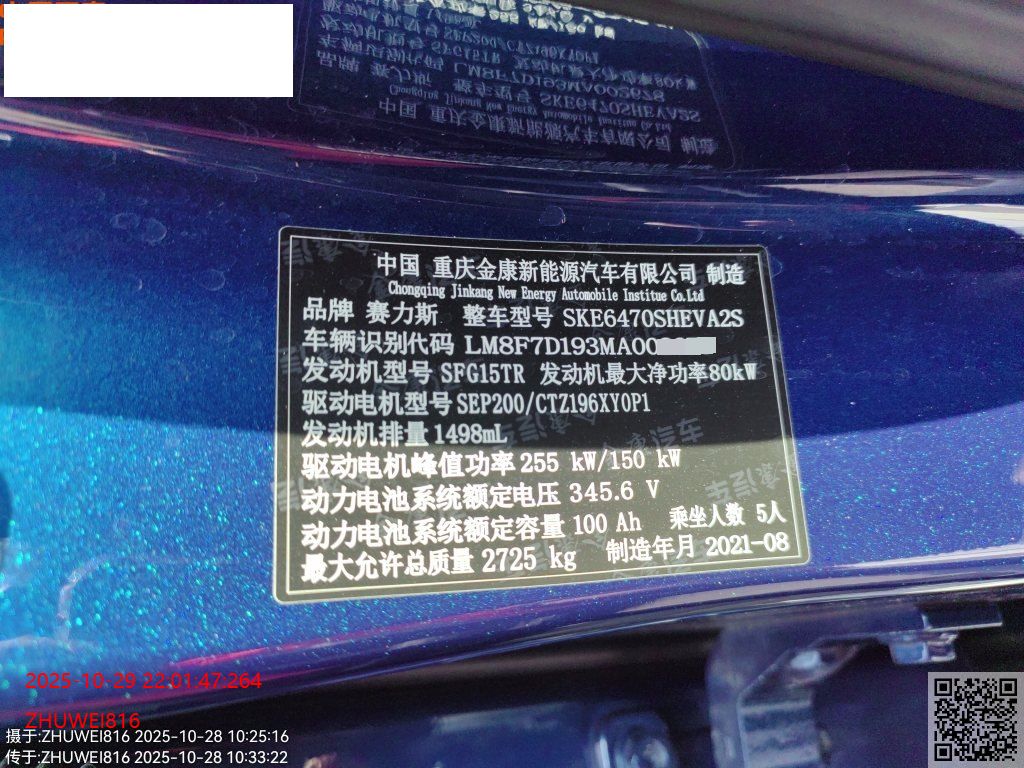 中国 重庆金康新能源汽车有限公司 制造
Chongqing Jinkang New Energy Automobile Institue Co.Ltd
品牌 赛力斯 整车型号 SKE6470SHEVA2S
车辆识别代码 LM8F7D193MA00
发动机型号 SFG15TR 发动机最大净功率80kW
驱动电机型号 SEP200/CTZ196XY0P1
发动机排量 1498mL
驱动电机峰值功率 255 kW/150 kW
动力电池系统额定电压 345.6 V
动力电池系统额定容量 100 Ah 乘坐人数 5人
最大允许总质量 2725 kg 制造年月 2021-08
2025-10-29 22:01:47.264
ZHUWEI816
摄于:ZHUWEI816 2025-10-28 10:25:16
传于:ZHUWEI816 2025-10-28 10:33:22